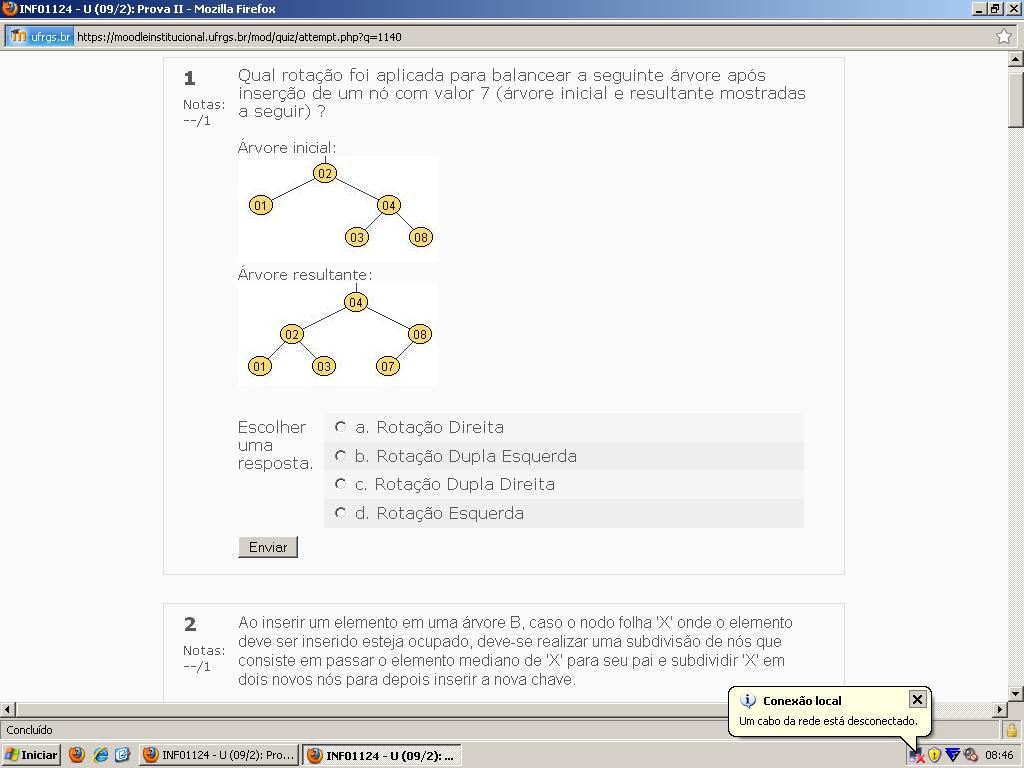 INF01124 - U (09/2): Prova II - Mozilla Firefox
ufrgs.br https://moodleinstitucional.ufrgs.br/mod/quiz/attempt.php?q=1140
1
Notas:
--/1
Qual rotação foi aplicada para balancear a seguinte árvore após
inserção de um nó com valor 7 (árvore inicial e resultante mostradas
a seguir) ?
Árvore inicial:
02
01 04
03 08
Árvore resultante:
04
02 08
01 03 07
Escolher
uma
resposta.
a. Rotação Direita
b. Rotação Dupla Esquerda
c. Rotação Dupla Direita
d. Rotação Esquerda
Enviar
2
Notas:
--/1
Ao inserir um elemento em uma árvore B, caso o nodo folha 'X' onde o elemento
deve ser inserido esteja ocupado, deve-se realizar uma subdivisão de nós que
consiste em passar o elemento mediano de 'X' para seu pai e subdividir 'X' em
dois novos nós para depois inserir a nova chave.
Conexão local
Um cabo da rede está desconectado.
Concluído
Iniciar INF01124 - U (09/2): Pro... INF01124 - U (09/2): ... 08:46